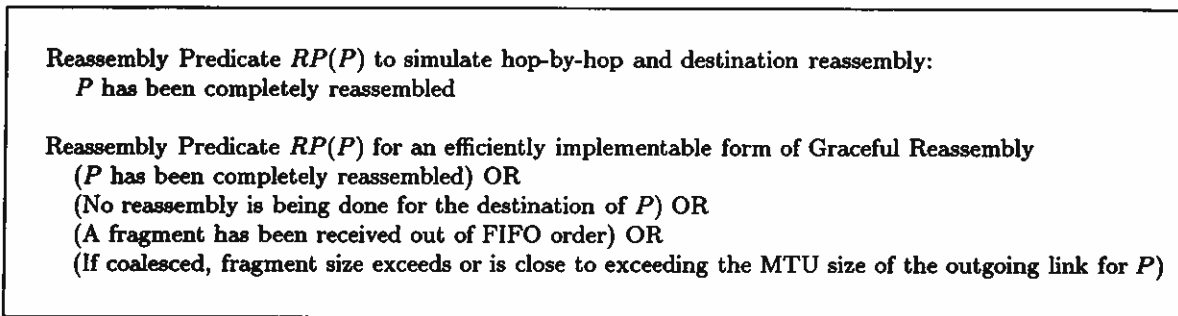 Reassembly Predicate RP(P) to simulate hop-by-hop and destination reassembly:
P has been completely reassembled
Reassembly Predicate RP(P) for an efficiently implementable form of Graceful Reassembly
(P has been completely reassembled) OR
(No reassembly is being done for the destination of P) OR
(A fragment has been received out of FIFO order) OR
(If coalesced, fragment size exceeds or is close to exceeding the MTU size of the outgoing link for P)